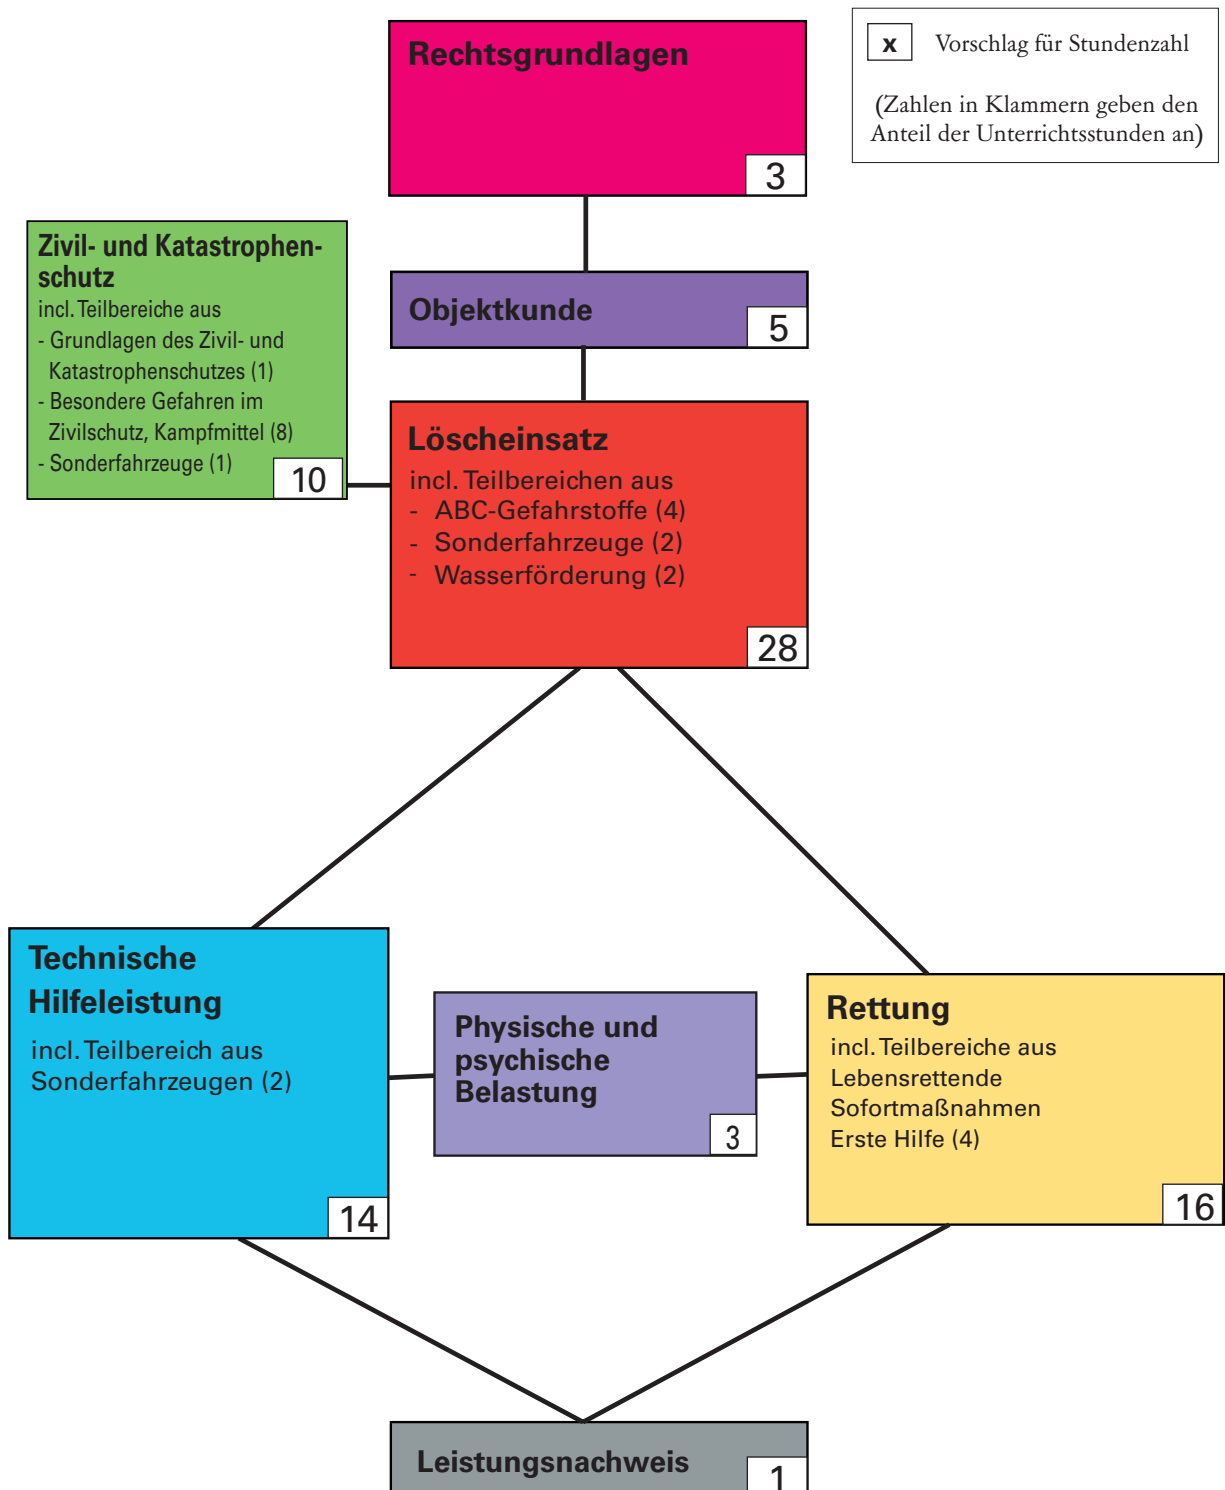 Rechtsgrundlagen
3
x Vorschlag für Stundenzahl
(Zahlen in Klammern geben den
Anteil der Unterrichtsstunden an)
Zivil- und Katastrophen-
schutz
incl. Teilbereiche aus
- Grundlagen des Zivil- und
Katastrophenschutzes (1)
- Besondere Gefahren im
Zivilschutz, Kampfmittel (8)
- Sonderfahrzeuge (1)
10
Objektkunde
5
Löscheinsatz
incl. Teilbereichen aus
- ABC-Gefahrstoffe (4)
- Sonderfahrzeuge (2)
- Wasserförderung (2)
28
Technische
Hilfeleistung
incl. Teilbereich aus
Sonderfahrzeugen (2)
14
Physische und
psychische
Belastung
3
Rettung
incl. Teilbereiche aus
Lebensrettende
Sofortmaßnahmen
Erste Hilfe (4)
16
Leistungsnachweis
1